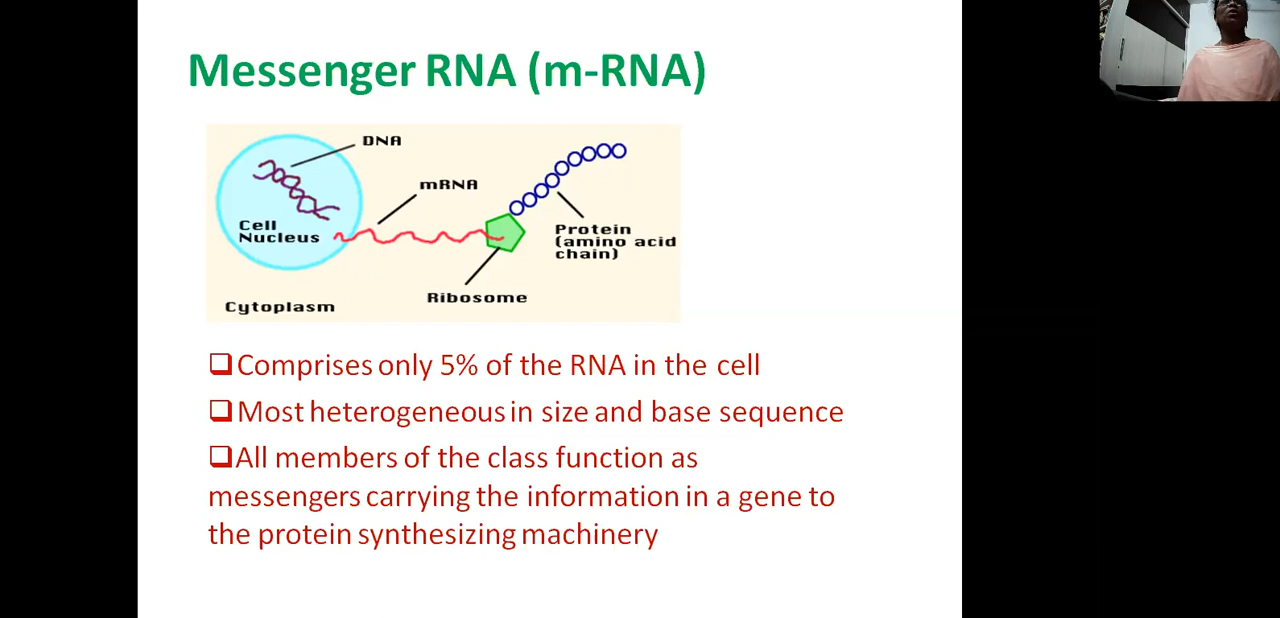 Messenger RNA (m-RNA)
DNA
mRNA
Cell
Nucleus
Protein
(amino acid
chain)
Ribosome
Cytoplasm
❑Comprises only 5% of the RNA in the cell
❑Most heterogeneous in size and base sequence
❑All members of the class function as
messengers carrying the information in a gene to
the protein synthesizing machinery